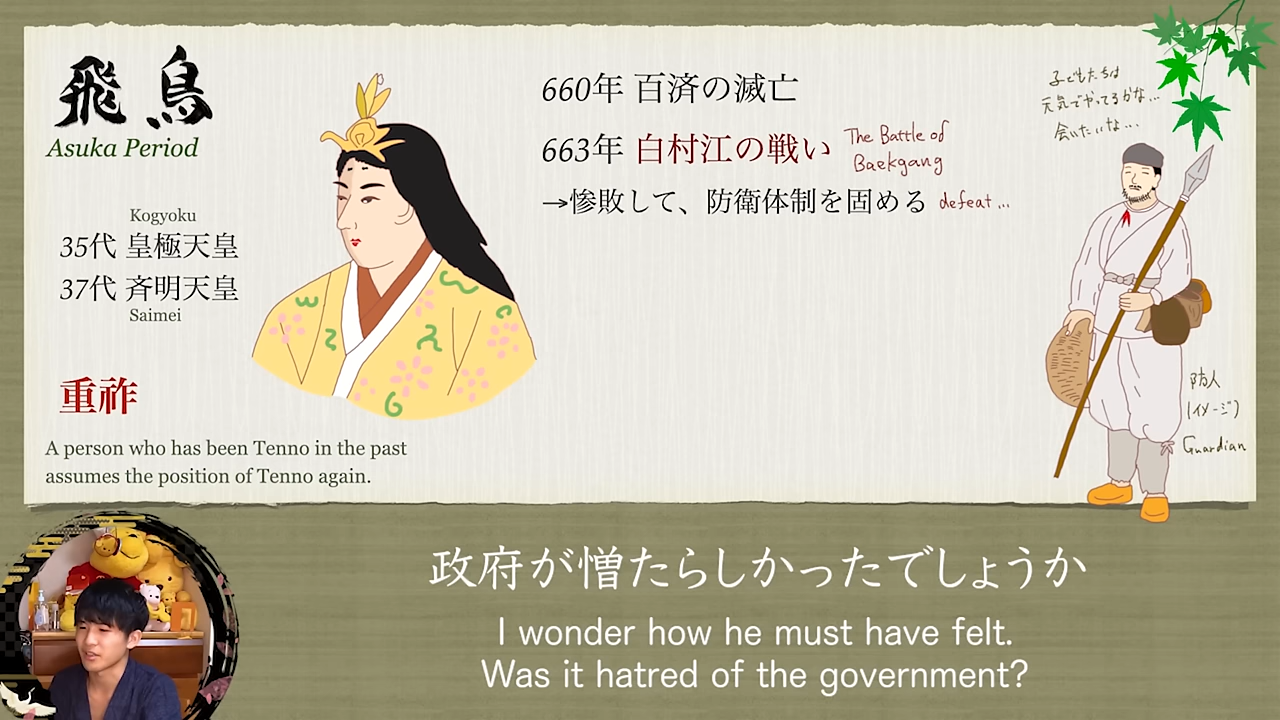 飛鳥
Asuka Period
Kogyoku
35代 皇極天皇
37代 斉明天皇
Saimei
重祚
A person who has been Tenno in the past
assumes the position of Tenno again.
660年 百済の滅亡
663年 白村江の戦い
The Battle of
Baekgang
→惨敗して、防衛体制を固める
defeat...
子どもたちは
元気でやってるかな...
会いたいな...
防人
(イメージ)
Guardian
政府が憎たらしかったでしょうか
I wonder how he must have felt.
Was it hatred of the government?